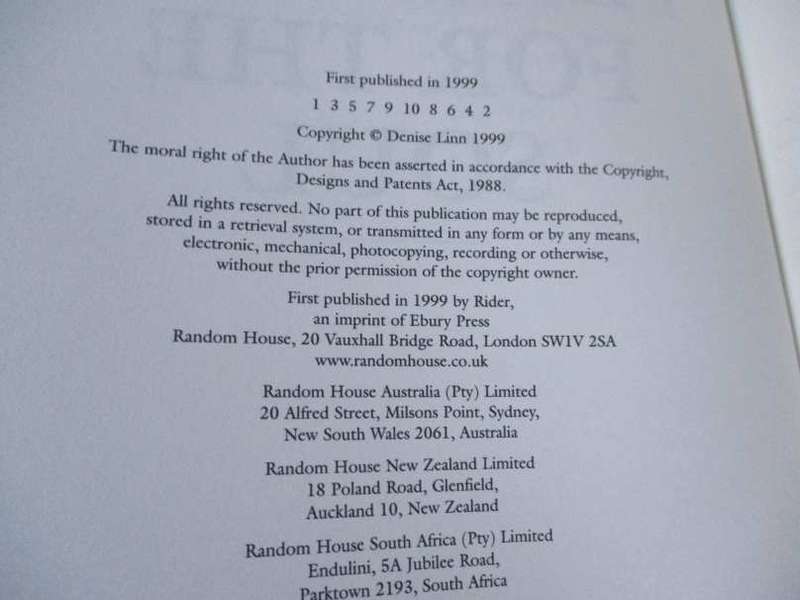 First published in 1999
1 3 5 7 9 10 8 6 4 2
Copyright © Denise Linn 1999
The moral right of the Author has been asserted in accordance with the Copyright,
Designs and Patents Act, 1988.
All rights reserved. No part of this publication may be reproduced,
stored in a retrieval system, or transmitted in any form or by any means,
electronic, mechanical, photocopying, recording or otherwise,
without the prior permission of the copyright owner.
First published in 1999 by Rider,
an imprint of Ebury Press
Random House, 20 Vauxhall Bridge Road, London SW1V 2SA
www.randomhouse.co.uk
Random House Australia (Pty) Limited
20 Alfred Street, Milsons Point, Sydney,
New South Wales 2061, Australia
Random House New Zealand Limited
18 Poland Road, Glenfield,
Auckland 10, New Zealand
Random House South Africa (Pty) Limited
Endulini, 5A Jubilee Road,
Parktown 2193, South Africa